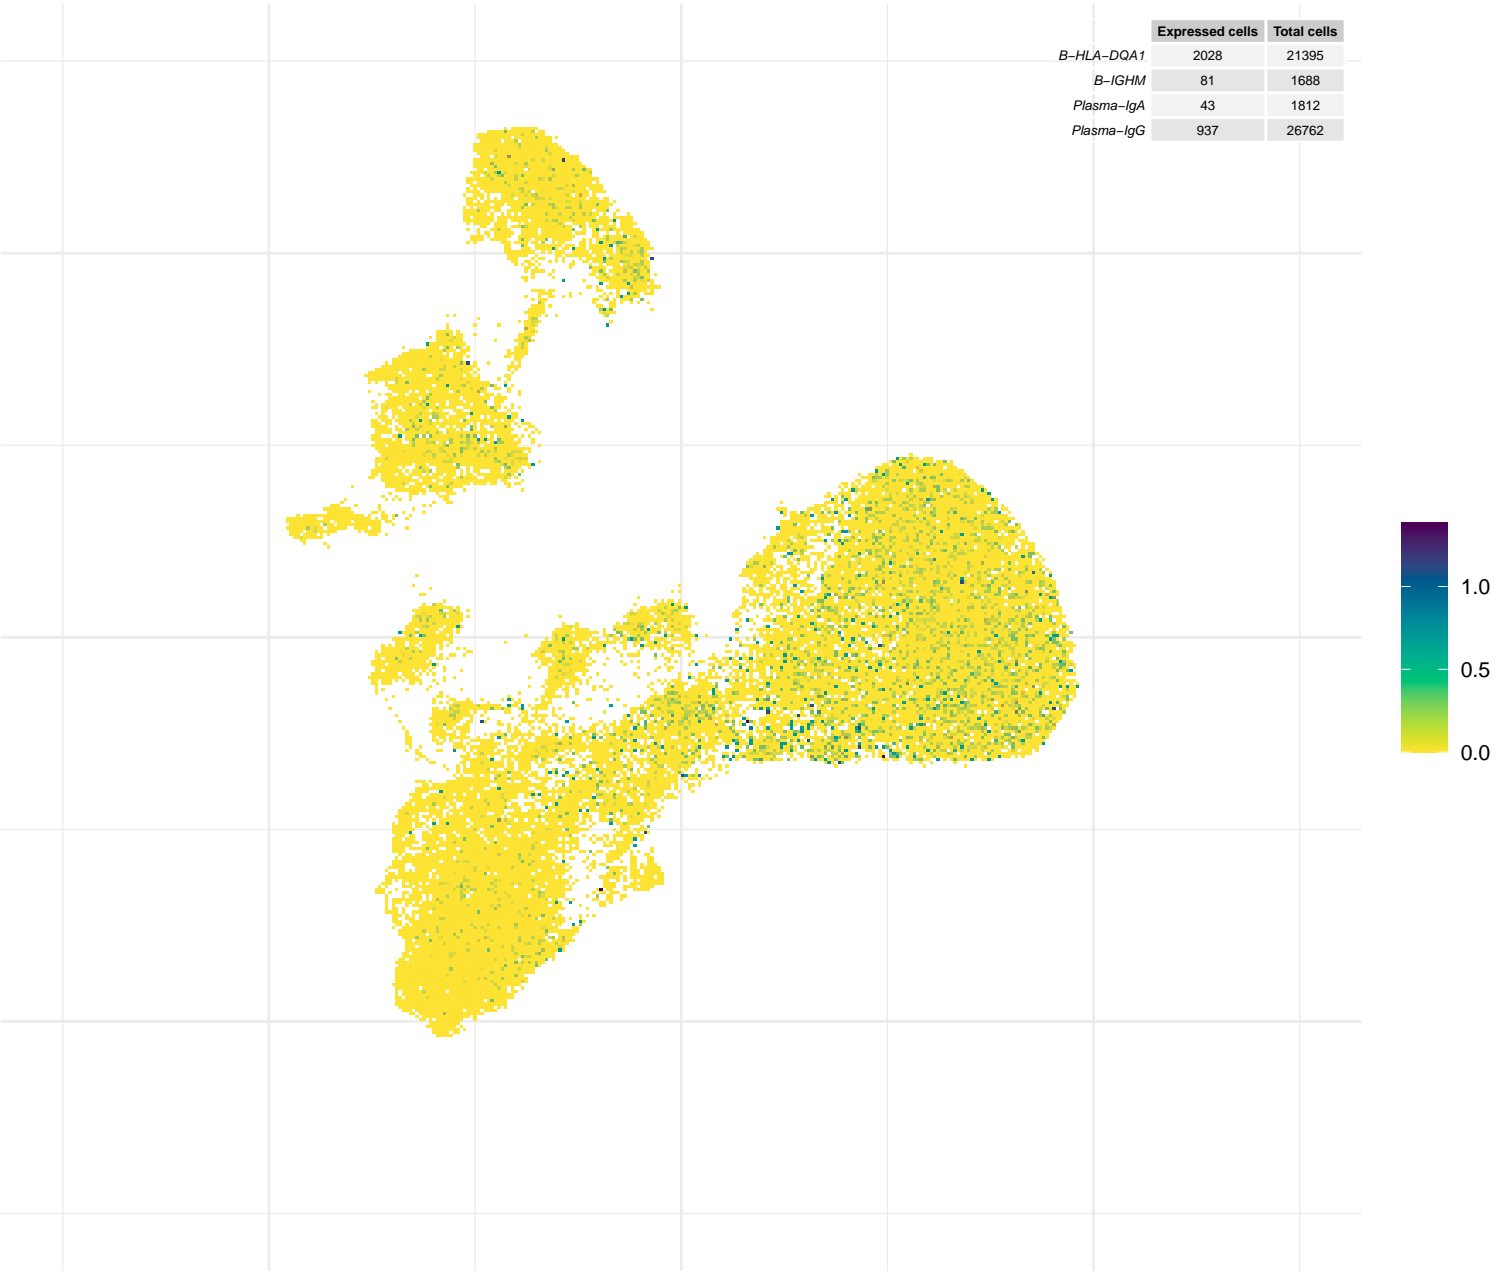 Expressed cells Total cells
B−HLA−DQA1 2028 21395
B−IGHM 81 1688
Plasma−IgA 43 1812
Plasma−IgG 937 26762
1.0
0.5
0.0